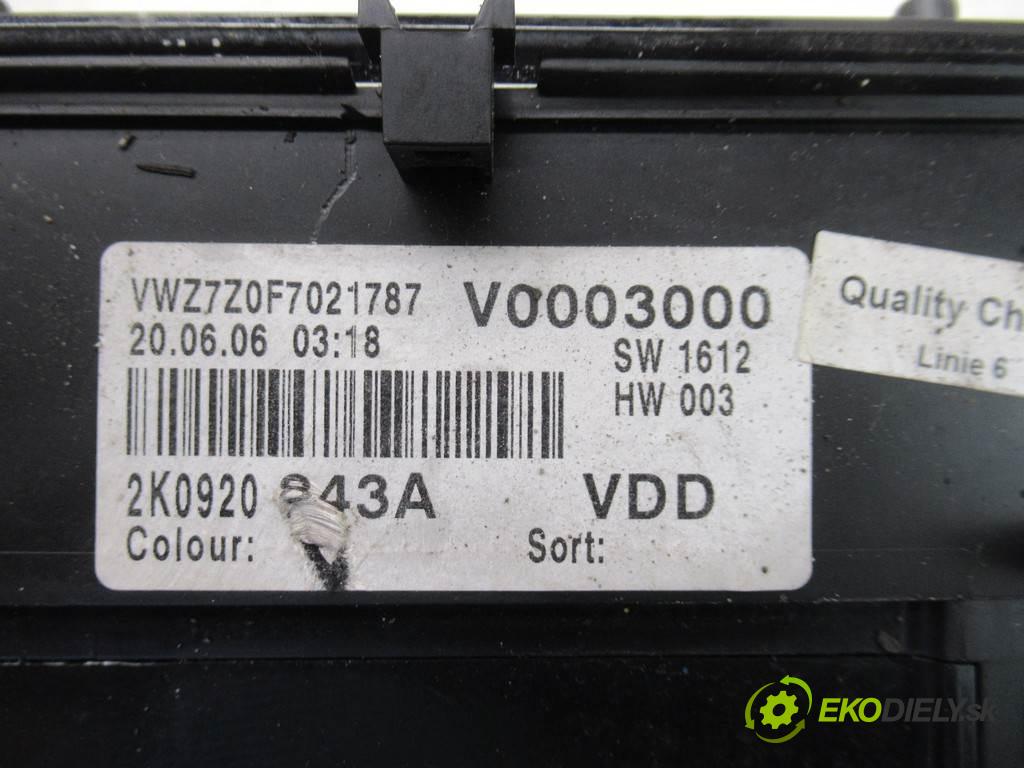 VWZ7Z0F7021787 V0003000
20.06.06 03:18 SW 1612
HW 003
2K0920 843A VDD
Colour: Sort:
Quality Ch
Linie 6
EKODIELY.sk